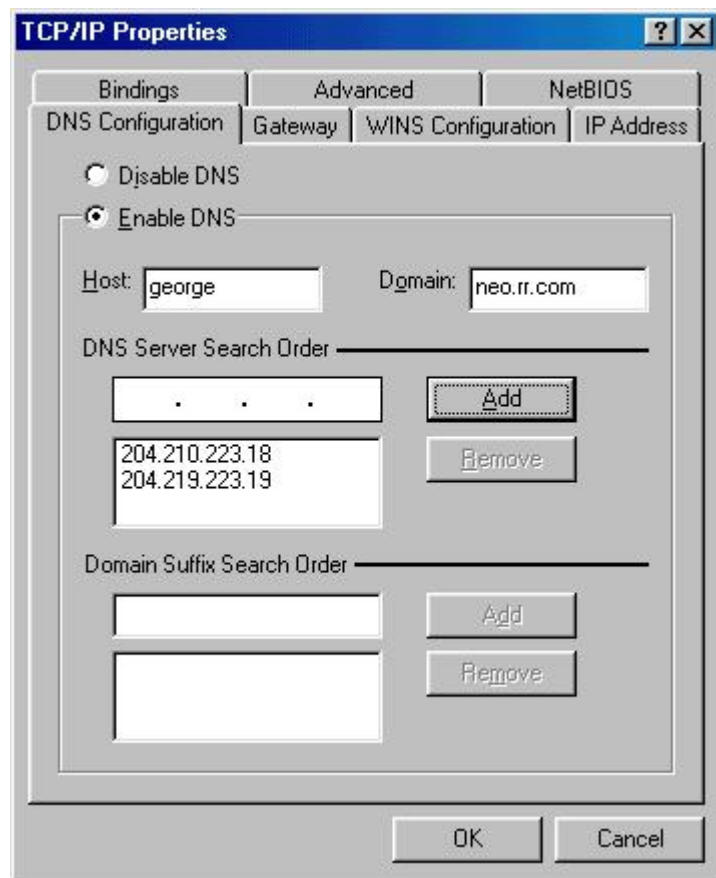 TCP/IP Properties
Bindings Advanced NetBIOS
DNS Configuration Gateway WINS Configuration IP Address
Disable DNS
Enable DNS
Host: george Domain: neo.rr.com
DNS Server Search Order
. . . Add
204.210.223.18 Remove
204.219.223.19
Domain Suffix Search Order
Add
Remove
OK Cancel